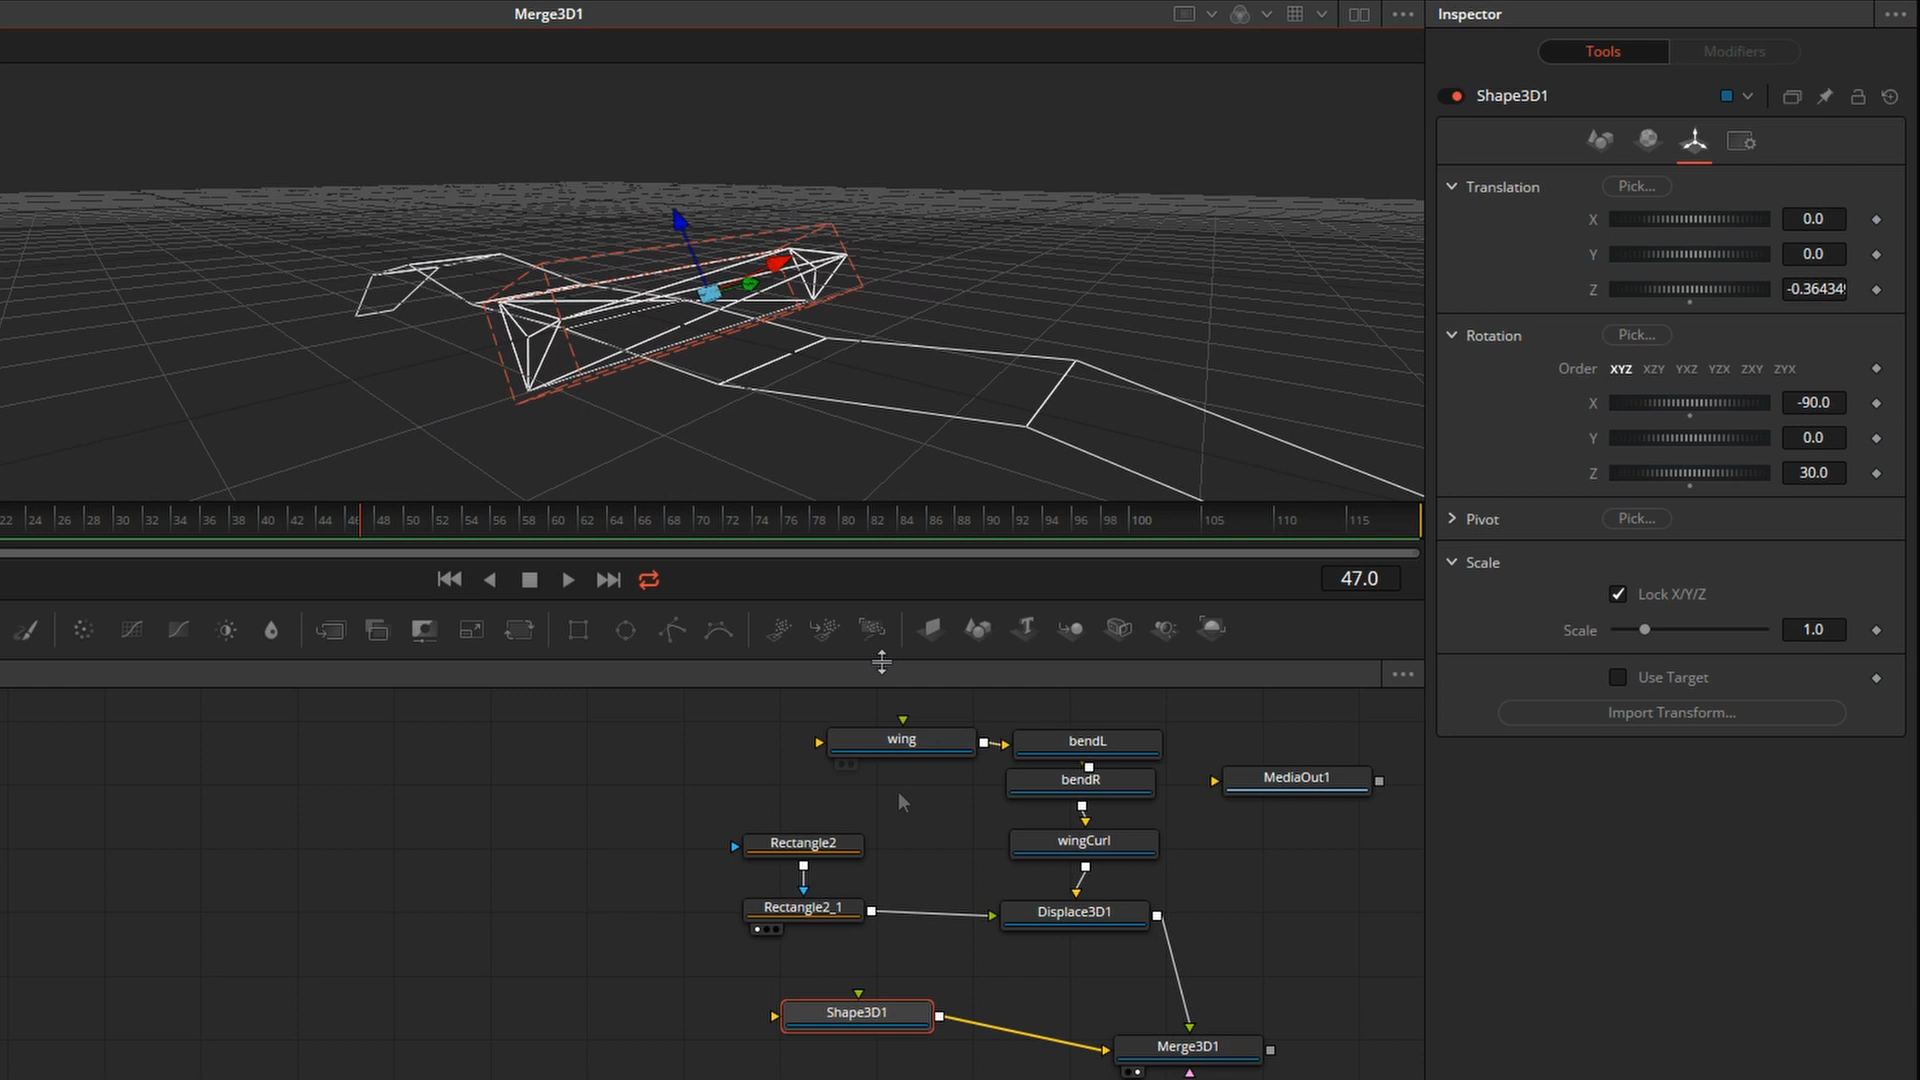 Merge3D1
Inspector
Tools
Modifiers
Shape3D1
Translation
Pick...
X
0.0
Y
0.0
Z
-0.36434
Rotation
Pick...
Order XYZ XZY YXZ YZX ZXY ZYX
X
-90.0
Y
0.0
Z
30.0
Pivot
Pick...
Scale
Lock X/Y/Z
Scale
1.0
Use Target
Import Transform...
22 24 26 28 30 32 34 36 38 40 42 44 46 48 50 52 54 56 58 60 62 64 66 68 70 72 74 76 78 80 82 84 86 88 90 92 94 96 98 100 105 110 115
47.0
wing
bendL
bendR
MediaOut1
wingCurl
Rectangle2
Rectangle2_1
Displace3D1
Shape3D1
Merge3D1